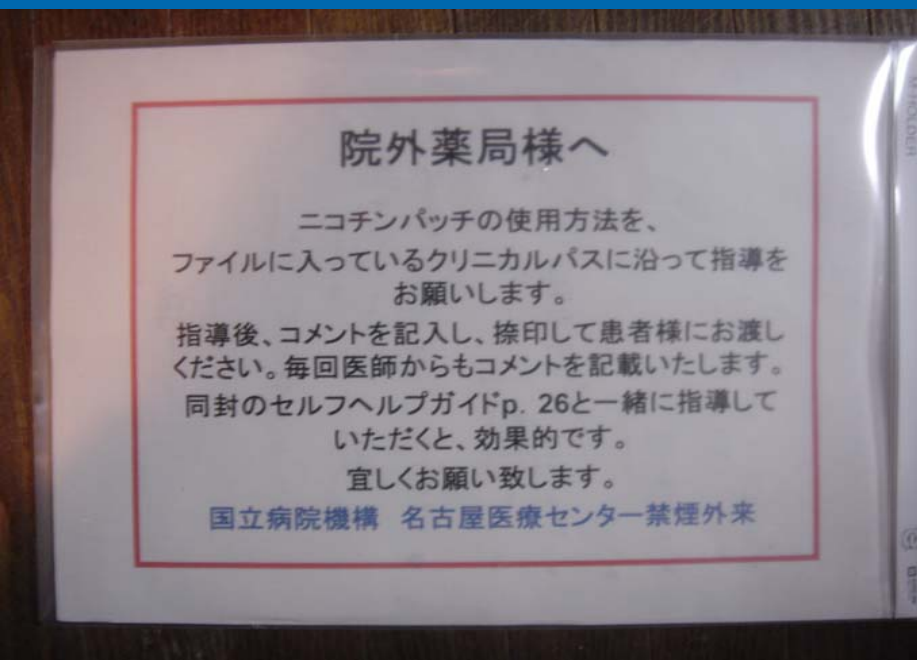 院外薬局様へ
ニコチンパッチの使用方法を、
ファイルに入っているクリニカルパスに沿って指導を
お願いします。
指導後、コメントを記入し、捺印して患者様にお渡し
ください。毎回医師からもコメントを記載いたします。
同封のセルフヘルプガイドp. 26と一緒に指導して
いただくと、効果的です。
宜しくお願い致します。
国立病院機構 名古屋医療センター禁煙外来
HOLDER